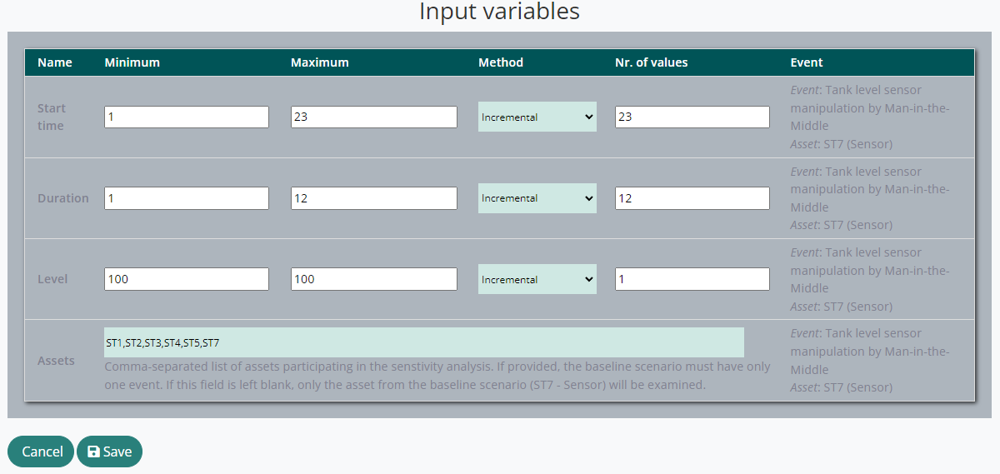 Input variables
Name Minimum Maximum Method Nr. of values Event
Start time 1 23 Incremental 23 Event: Tank level sensor manipulation by Man-in-the-Middle
Asset: ST7 (Sensor)
Duration 1 12 Incremental 12 Event: Tank level sensor manipulation by Man-in-the-Middle
Asset: ST7 (Sensor)
Level 100 100 Incremental 1 Event: Tank level sensor manipulation by Man-in-the-Middle
Asset: ST7 (Sensor)
Assets ST1,ST2,ST3,ST4,ST5,ST7
Comma-separated list of assets participating in the senstivity analysis. If provided, the baseline scenario must have only
one event. If this field is left blank, only the asset from the baseline scenario (ST7 - Sensor) will be examined.
Event: Tank level sensor
manipulation by Man-in-the-
Middle
Asset: ST7 (Sensor)
Cancel Save